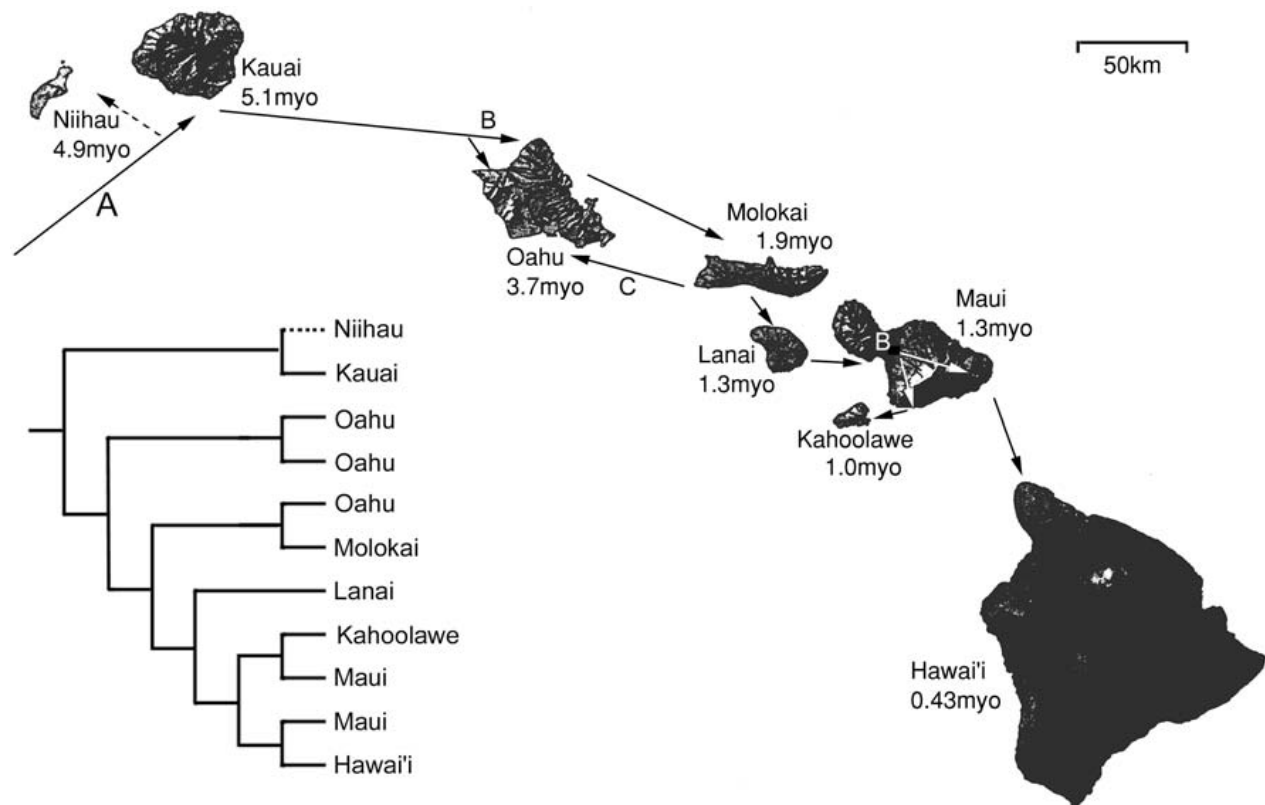 Kauai
5.1myo
50km
Niihau
4.9myo
A
B
Molokai
1.9myo
Oahu
3.7myo
C
Maui
1.3myo
B
Lanai
1.3myo
Kahoolawe
1.0myo
Hawai'i
0.43myo
Niihau
Kauai
Oahu
Oahu
Oahu
Molokai
Lanai
Kahoolawe
Maui
Maui
Hawai'i